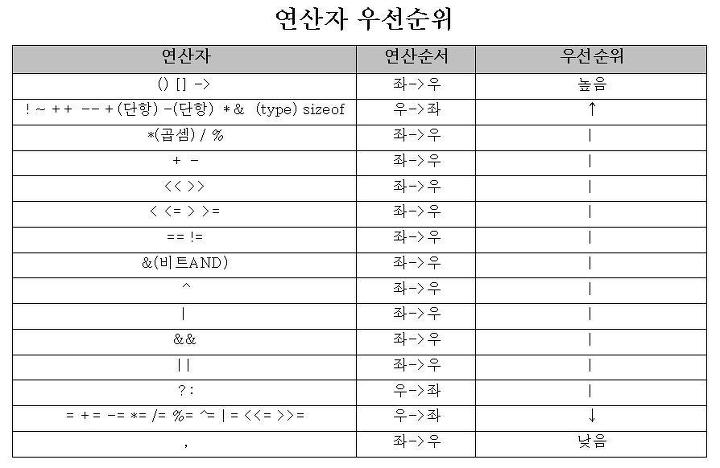 연산자 우선순위
연산자 연산순서 우선순위
() [] -> 좌->우 높음
! ~ ++ -- +(단항) -(단항) * & (type) sizeof 우->좌 ↑
*(곱셈) / % 좌->우 |
+ - 좌->우 |
<< >> 좌->우 |
< <= > >= 좌->우 |
== != 좌->우 |
&(비트AND) 좌->우 |
^ 좌->우 |
| 좌->우 |
&& 좌->우 |
|| 좌->우 |
?: 우->좌 |
= += -= *= /= %= ^= |= <<= >>= 우->좌 ↓
, 좌->우 낮음